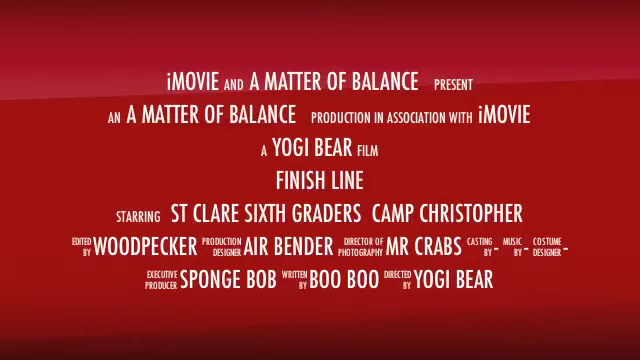 iMOVIE AND A MATTER OF BALANCE PRESENT
AN A MATTER OF BALANCE PRODUCTION IN ASSOCIATION WITH iMOVIE
A YOGI BEAR FILM
FINISH LINE
STARRING ST CLARE SIXTH GRADERS CAMP CHRISTOPHER
EDITED BY WOODPECKER PRODUCTION DESIGNER AIR BENDER DIRECTOR OF PHOTOGRAPHY MR CRABS CASTING BY - MUSIC BY - COSTUME DESIGNER -
EXECUTIVE PRODUCER SPONGE BOB WRITTEN BY BOO BOO DIRECTED BY YOGI BEAR